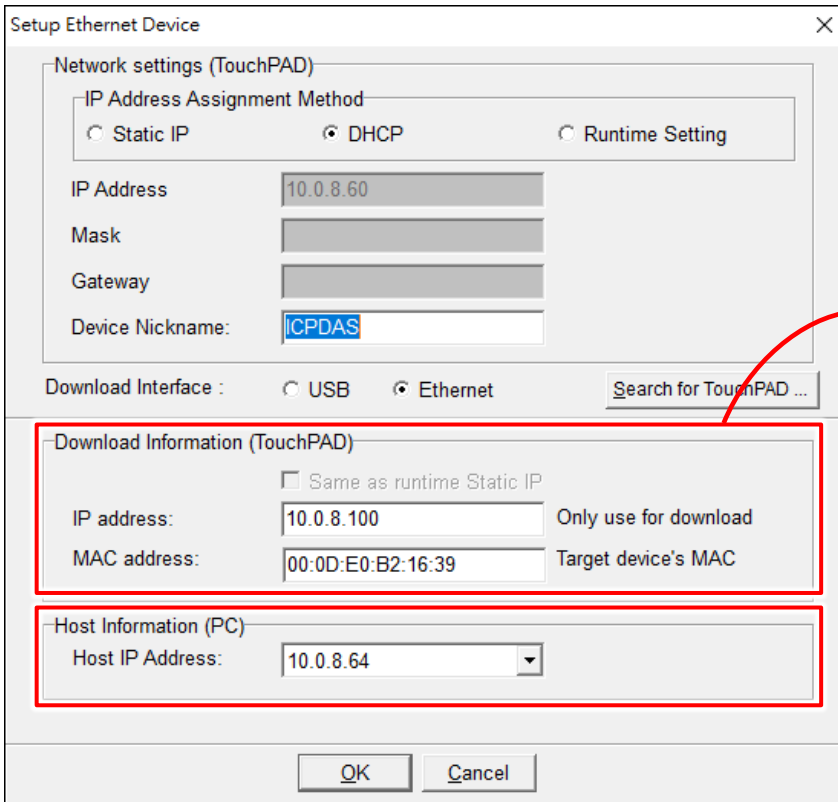 Setup Ethernet Device
Network settings (TouchPAD)
IP Address Assignment Method
Static IP DHCP Runtime Setting
IP Address 10.0.8.60
Mask
Gateway
Device Nickname: ICPDAS
Download Interface : USB Ethernet Search for TouchPAD ...
Download Information (TouchPAD)
Same as runtime Static IP
IP address: 10.0.8.100 Only use for download
MAC address: 00:0D:E0:B2:16:39 Target device's MAC
Host Information (PC)
Host IP Address: 10.0.8.64
OK Cancel